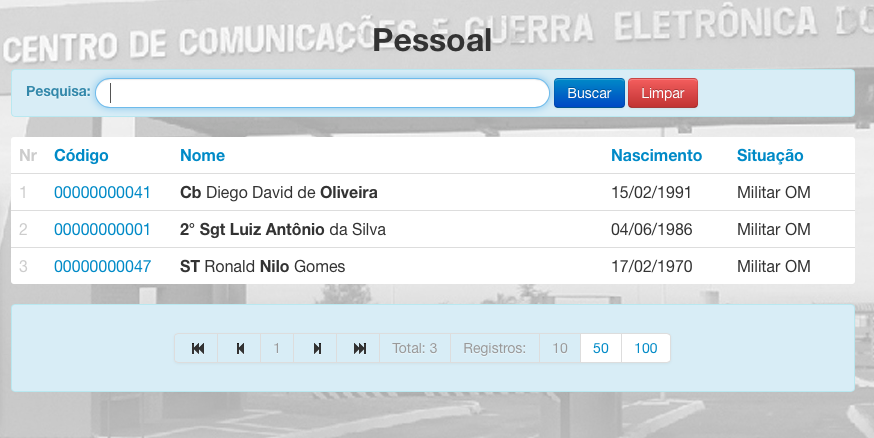 CENTRO DE COMUNICAÇÕES E GUERRA ELETRÔNICA DO
Pessoal
Pesquisa: Buscar Limpar
Nr Código Nome Nascimento Situação
1 00000000041 Cb Diego David de Oliveira 15/02/1991 Militar OM
2 00000000001 2° Sgt Luiz Antônio da Silva 04/06/1986 Militar OM
3 00000000047 ST Ronald Nilo Gomes 17/02/1970 Militar OM
1 Total: 3 Registros: 10 50 100